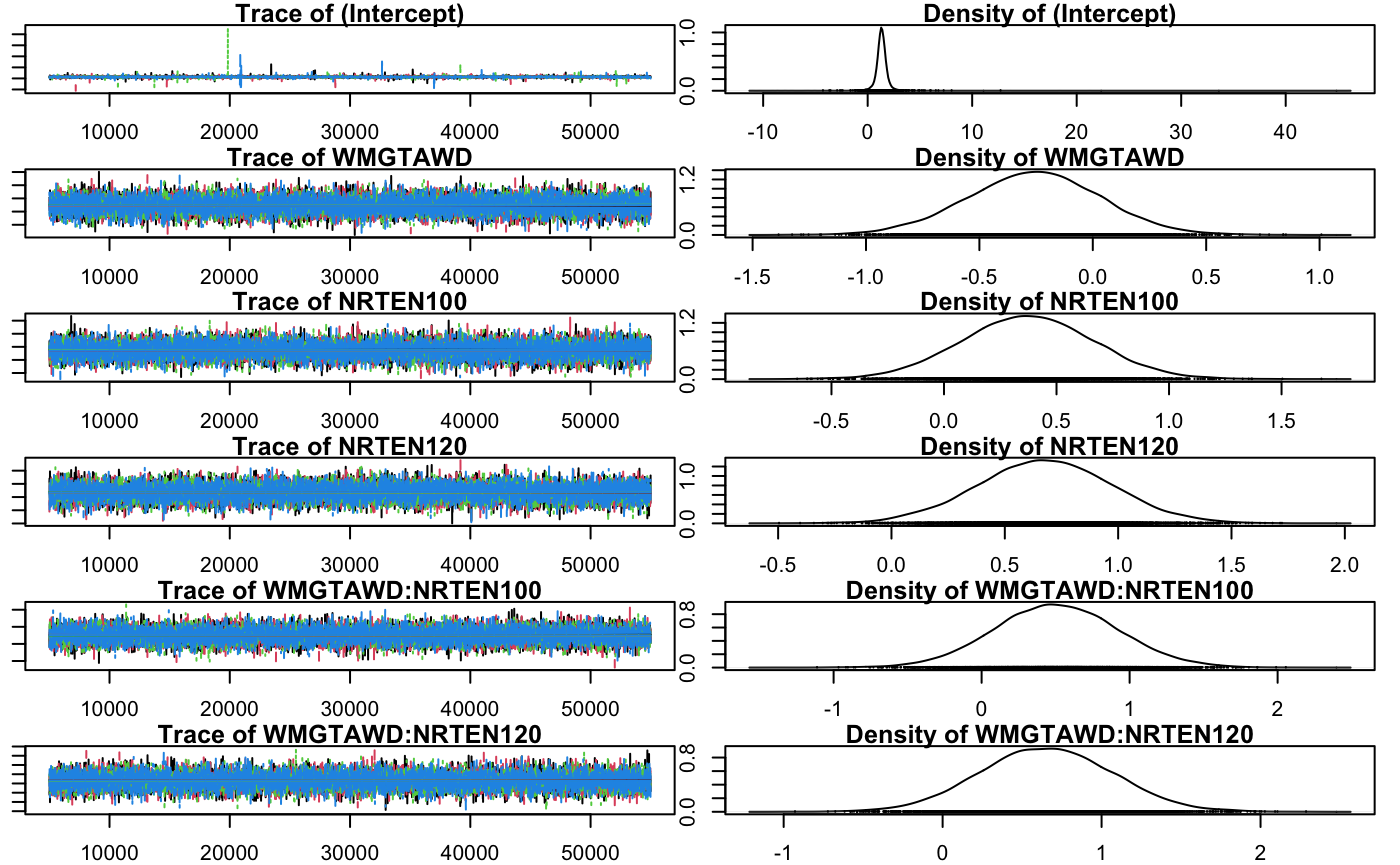 Trace of (Intercept) Density of (Intercept)
0.0 1.0
10000 20000 30000 40000 50000 -10 0 10 20 30 40
Trace of WMGTAWD Density of WMGTAWD
0.0 1.2
10000 20000 30000 40000 50000 -1.5 -1.0 -0.5 0.0 0.5 1.0
Trace of NRTEN100 Density of NRTEN100
0.0 1.2
10000 20000 30000 40000 50000 -0.5 0.0 0.5 1.0 1.5
Trace of NRTEN120 Density of NRTEN120
0.0 1.0
10000 20000 30000 40000 50000 -0.5 0.0 0.5 1.0 1.5 2.0
Trace of WMGTAWD:NRTEN100 Density of WMGTAWD:NRTEN100
0.0 0.8
10000 20000 30000 40000 50000 -1 0 1 2
Trace of WMGTAWD:NRTEN120 Density of WMGTAWD:NRTEN120
0.0 0.8
10000 20000 30000 40000 50000 -1 0 1 2